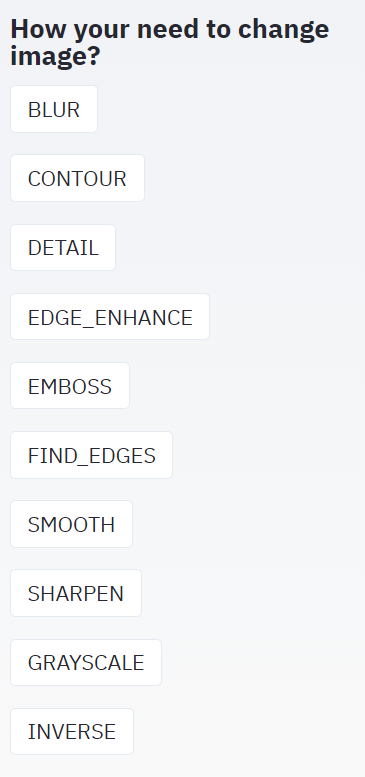 How your need to change
image?
BLUR
CONTOUR
DETAIL
EDGE_ENHANCE
EMBOSS
FIND_EDGES
SMOOTH
SHARPEN
GRAYSCALE
INVERSE